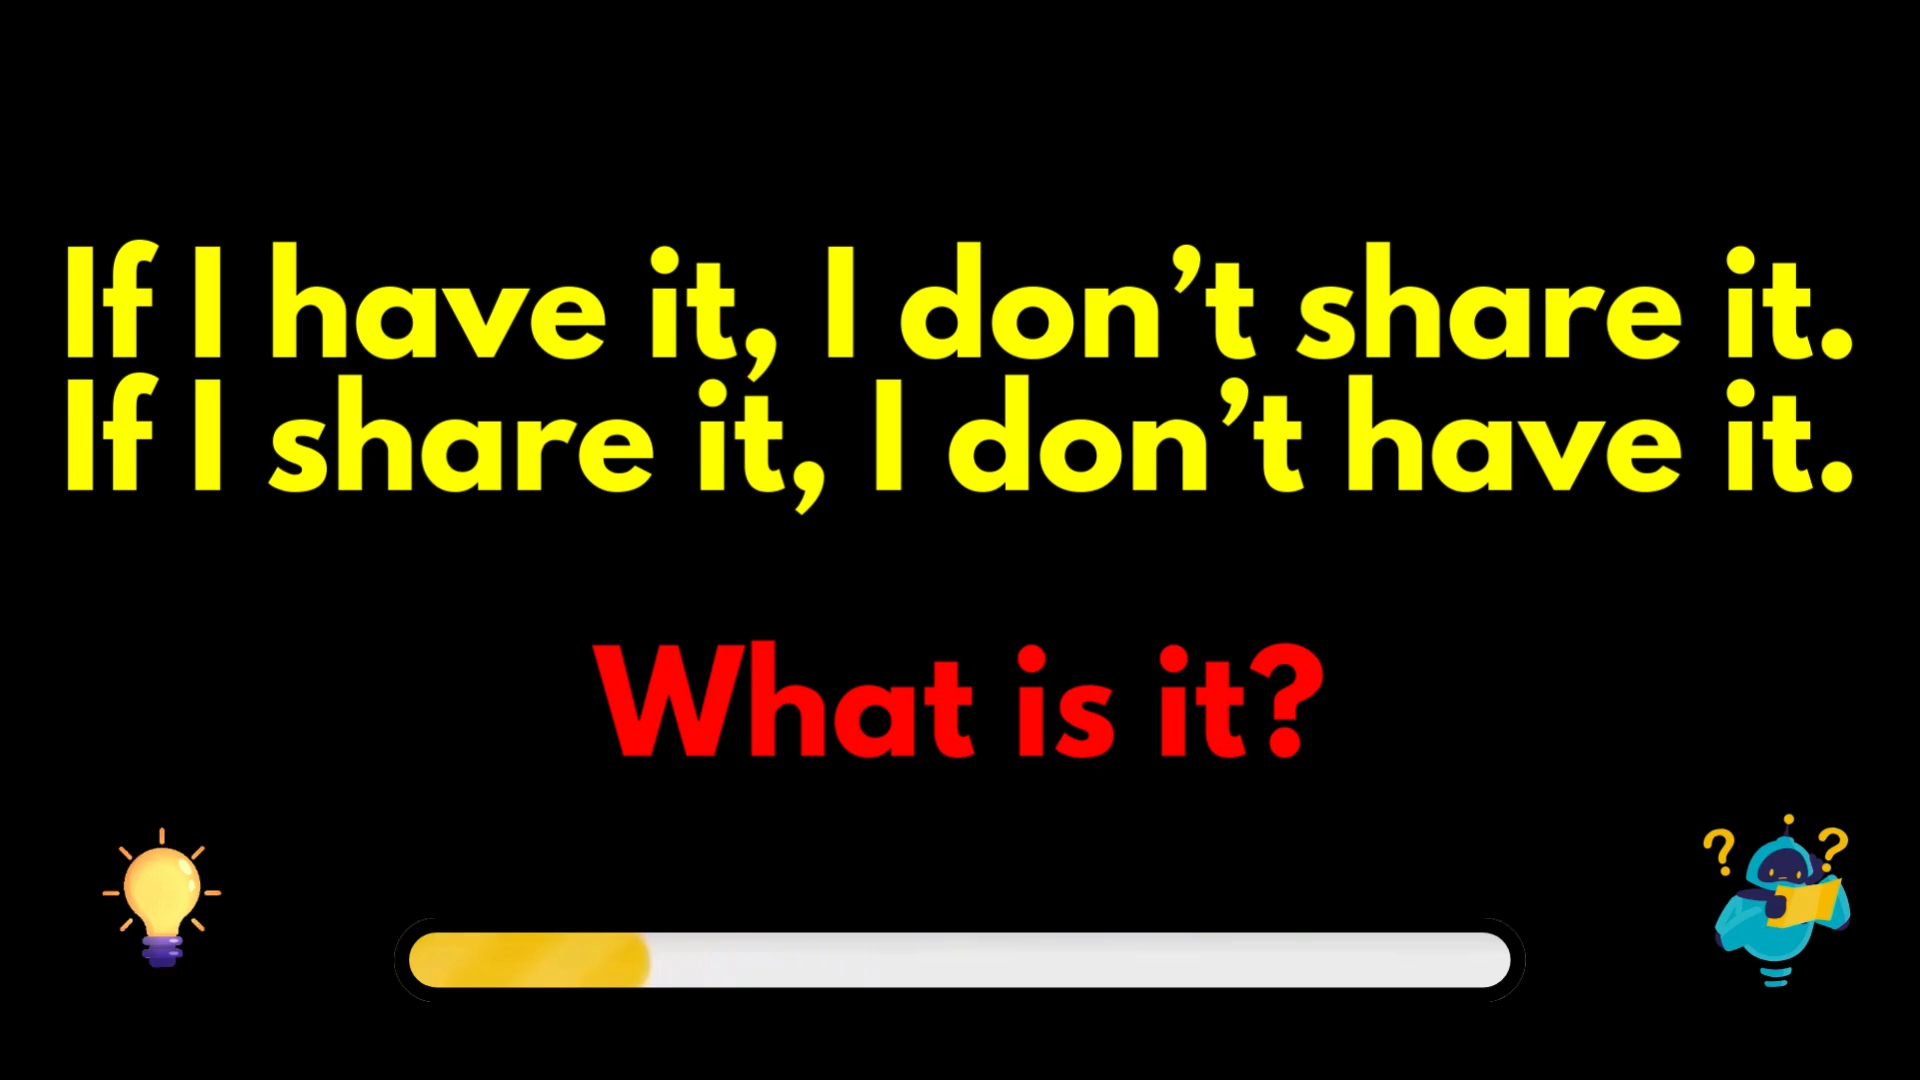 If I have it, I don’t share it.
If I share it, I don’t have it.
What is it?
? ?